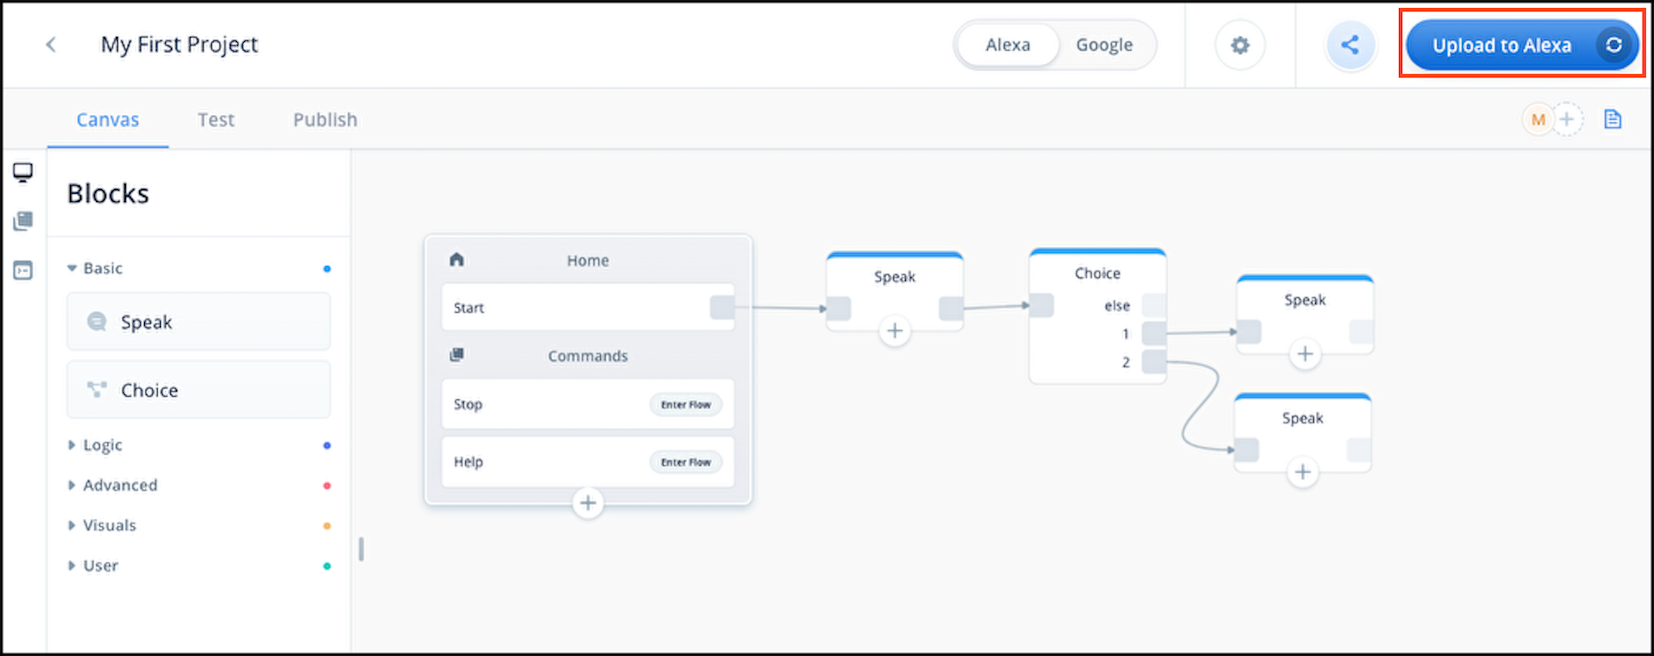 My First Project
Alexa
Google
Upload to Alexa
Canvas
Test
Publish
M
Blocks
Basic
Speak
Choice
Logic
Advanced
Visuals
User
Home
Start
Commands
Stop
Enter Flow
Help
Enter Flow
Speak
Choice
else
1
2
Speak
Speak